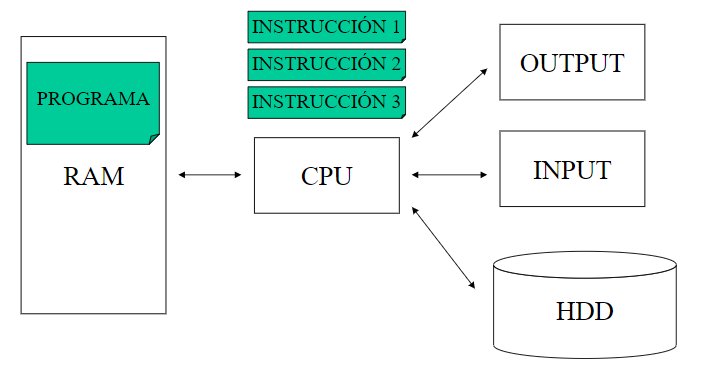 PROGRAMA
RAM
INSTRUCCIÓN 1
INSTRUCCIÓN 2
INSTRUCCIÓN 3
CPU
OUTPUT
INPUT
HDD